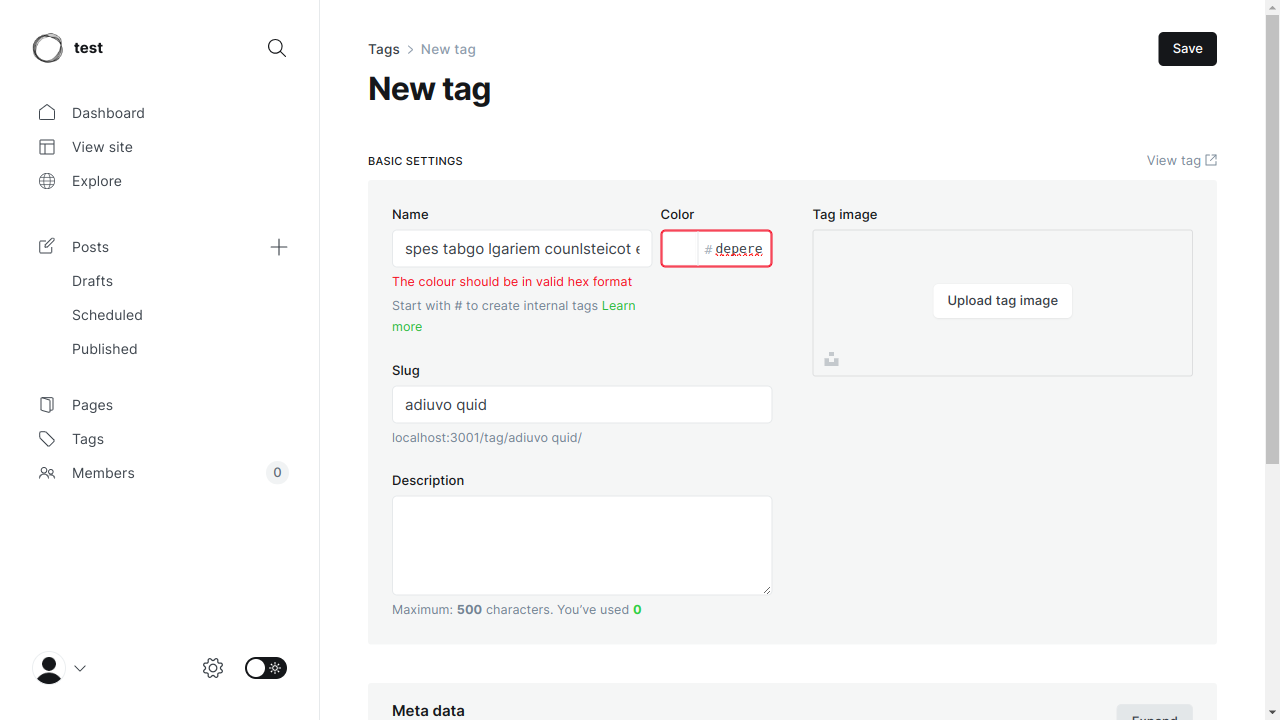 test
Dashboard
View site
Explore
Posts
Drafts
Scheduled
Published
Pages
Tags
Members 0
Tags > New tag
Save
New tag
BASIC SETTINGS
View tag
Name
Color
Tag image
spes tabgo lgariem counlsteicot
# depere
The colour should be in valid hex format
Start with # to create internal tags Learn
more
Upload tag image
Slug
adiuvo quid
localhost:3001/tag/adiuvo quid/
Description
Maximum: 500 characters. You've used 0
Meta data
Expand